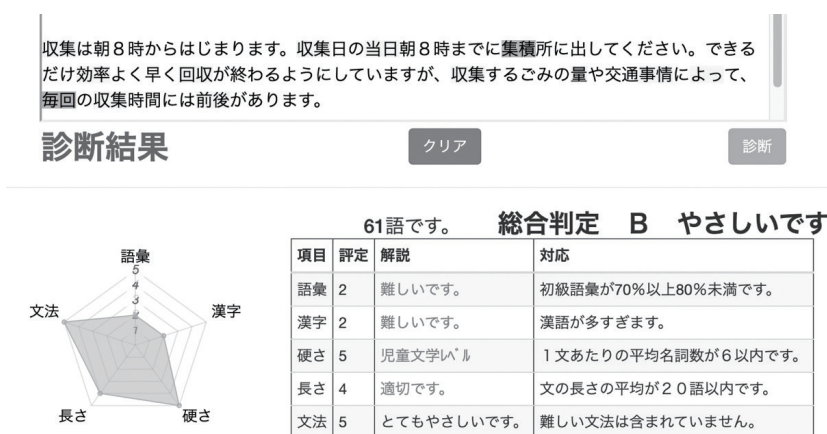 収集は朝８時からはじまります。収集日の当日朝８時までに集積所に出してください。できる
だけ効率よく早く回収が終わるようにしていますが、収集するごみの量や交通事情によって、
毎回の収集時間には前後があります。
診断結果 クリア 診断
61語です。 総合判定 B やさしいです
項目 評定 解説 対応
語彙 2 難しいです。 初級語彙が70％以上80％未満です。
漢字 2 難しいです。 漢語が多すぎます。
硬さ 5 児童文学ﾚﾍﾞﾙ １文あたりの平均名詞数が６以内です。
長さ 4 適切です。 文の長さの平均が２０語以内です。
文法 5 とてもやさしいです。 難しい文法は含まれていません。
語彙
5
4
3
2
1
文法 漢字
長さ 硬さ